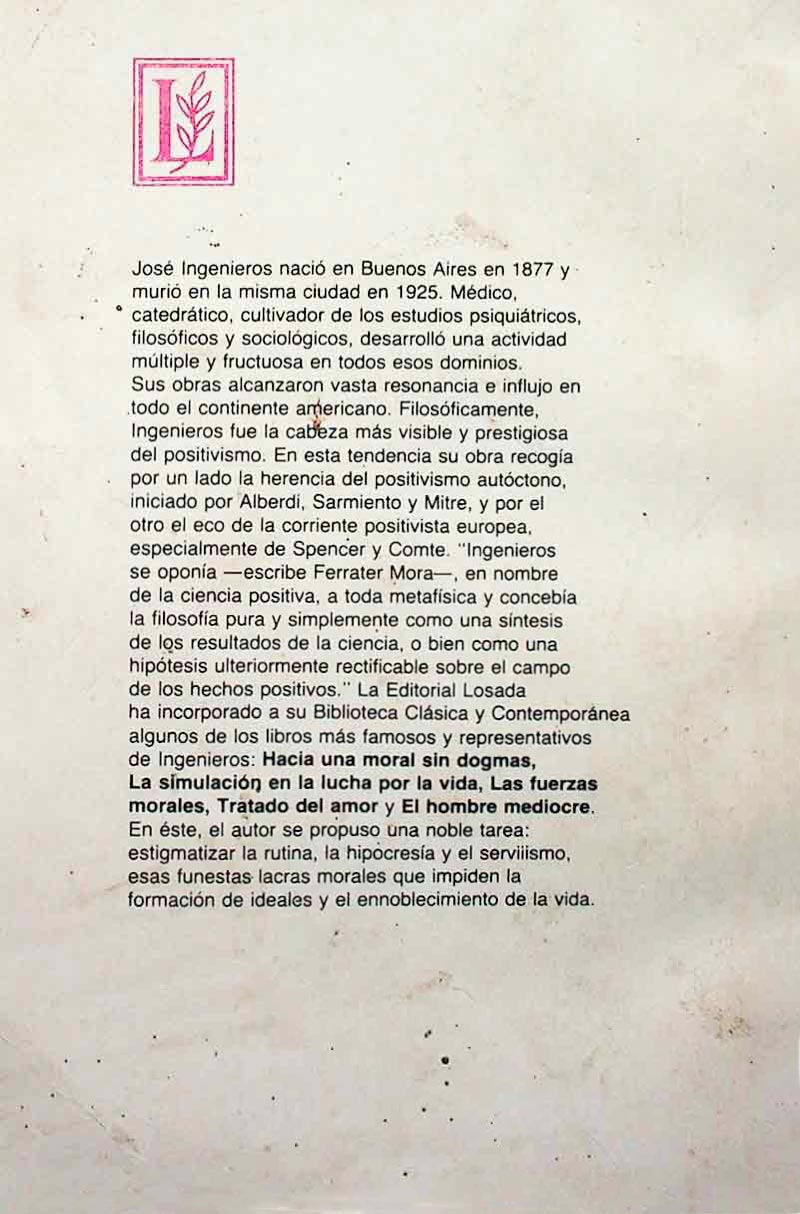 L
José Ingenieros nació en Buenos Aires en 1877 y
murió en la misma ciudad en 1925. Médico,
catedrático, cultivador de los estudios psiquiátricos,
filosóficos y sociológicos, desarrolló una actividad
múltiple y fructuosa en todos esos dominios.
Sus obras alcanzaron vasta resonancia e influjo en
todo el continente americano. Filosóficamente,
Ingenieros fue la cabeza más visible y prestigiosa
del positivismo. En esta tendencia su obra recogía
por un lado la herencia del positivismo autóctono,
iniciado por Alberdi, Sarmiento y Mitre, y por el
otro el eco de la corriente positivista europea,
especialmente de Spencer y Comte. "Ingenieros
se oponía —escribe Ferrater Mora—, en nombre
de la ciencia positiva, a toda metafísica y concebía
la filosofía pura y simplemente como una síntesis
de los resultados de la ciencia, o bien como una
hipótesis ulteriormente rectificable sobre el campo
de los hechos positivos." La Editorial Losada
ha incorporado a su Biblioteca Clásica y Contemporánea
algunos de los libros más famosos y representativos
de Ingenieros: Hacia una moral sin dogmas,
La simulación en la lucha por la vida, Las fuerzas
morales, Tratado del amor y El hombre mediocre.
En éste, el autor se propuso una noble tarea:
estigmatizar la rutina, la hipocresía y el serviiismo,
esas funestas lacras morales que impiden la
formación de ideales y el ennoblecimiento de la vida.